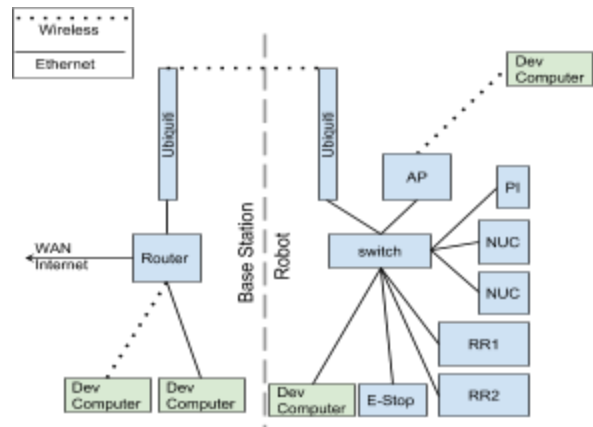 Wireless
Ethernet
Dev
Computer
Ubiquiti
Ubiquiti
AP
PI
WAN
Internet
Router
Base Station
Robot
switch
NUC
NUC
RR1
RR2
Dev
Computer
Dev
Computer
Dev
Computer
E-Stop